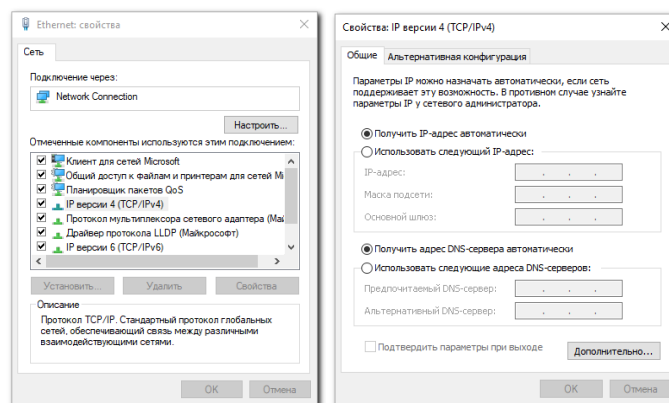 Ethernet: свойства
Сеть
Подключение через:
Network Connection
Настроить...
Отмеченные компоненты используются этим подключением:
Клиент для сетей Microsoft
Общий доступ к файлам и принтерам для сетей Mi
Планировщик пакетов QoS
IP версии 4 (TCP/IPv4)
Протокол мультиплексора сетевого адаптера (Май
Драйвер протокола LLDP (Майкрософт)
IP версии 6 (TCP/IPv6)
Установить...
Удалить
Свойства
Описание
Протокол TCP/IP. Стандартный протокол глобальных
сетей, обеспечивающий связь между различными
взаимодействующими сетями.
OK
Отмена
Свойства: IP версии 4 (TCP/IPv4)
Общие
Альтернативная конфигурация
Параметры IP можно назначать автоматически, если сеть
поддерживает эту возможность. В противном случае узнайте
параметры IP у сетевого администратора.
Получить IP-адрес автоматически
Использовать следующий IP-адрес:
IP-адрес:
Маска подсети:
Основной шлюз:
Получить адрес DNS-сервера автоматически
Использовать следующие адреса DNS-серверов:
Предпочитаемый DNS-сервер:
Альтернативный DNS-сервер:
Подтвердить параметры при выходе
Дополнительно...
OK
Отмена